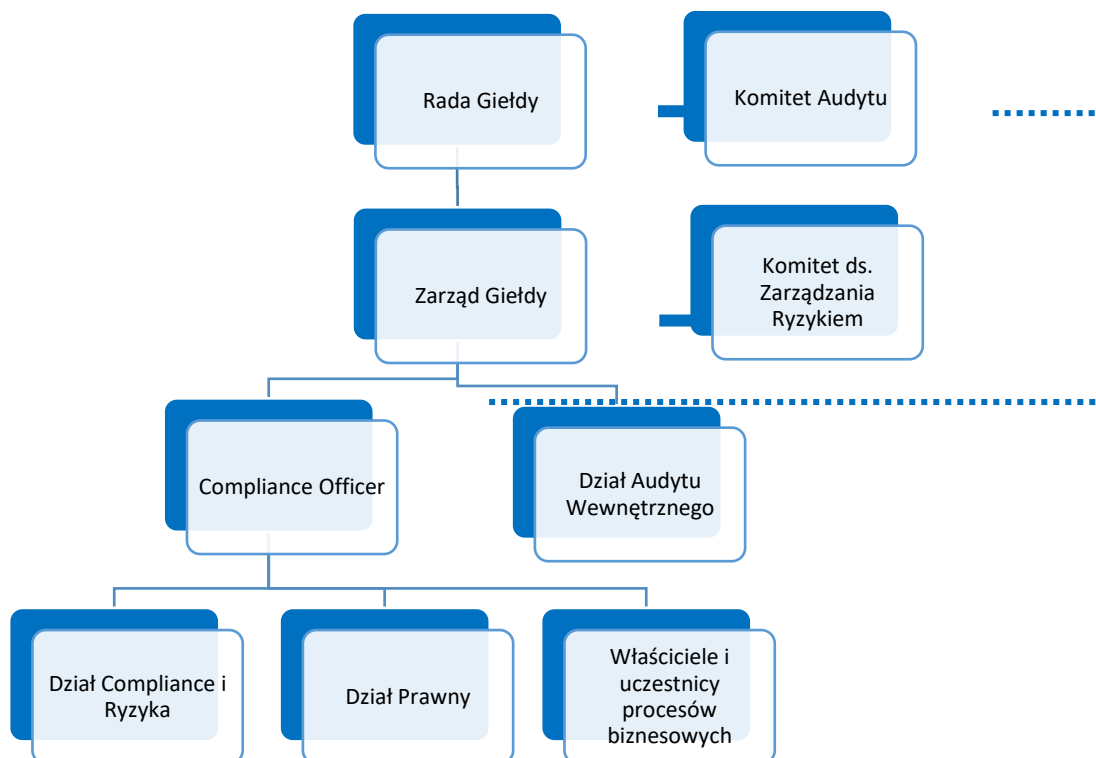 Rada Giełdy
Komitet Audytu
Zarząd Giełdy
Komitet ds.
Zarządzania
Ryzykiem
Compliance Officer
Dział Audytu
Wewnętrznego
Dział Compliance i
Ryzyka
Dział Prawny
Właściciele i
uczestnicy
procesów
biznesowych